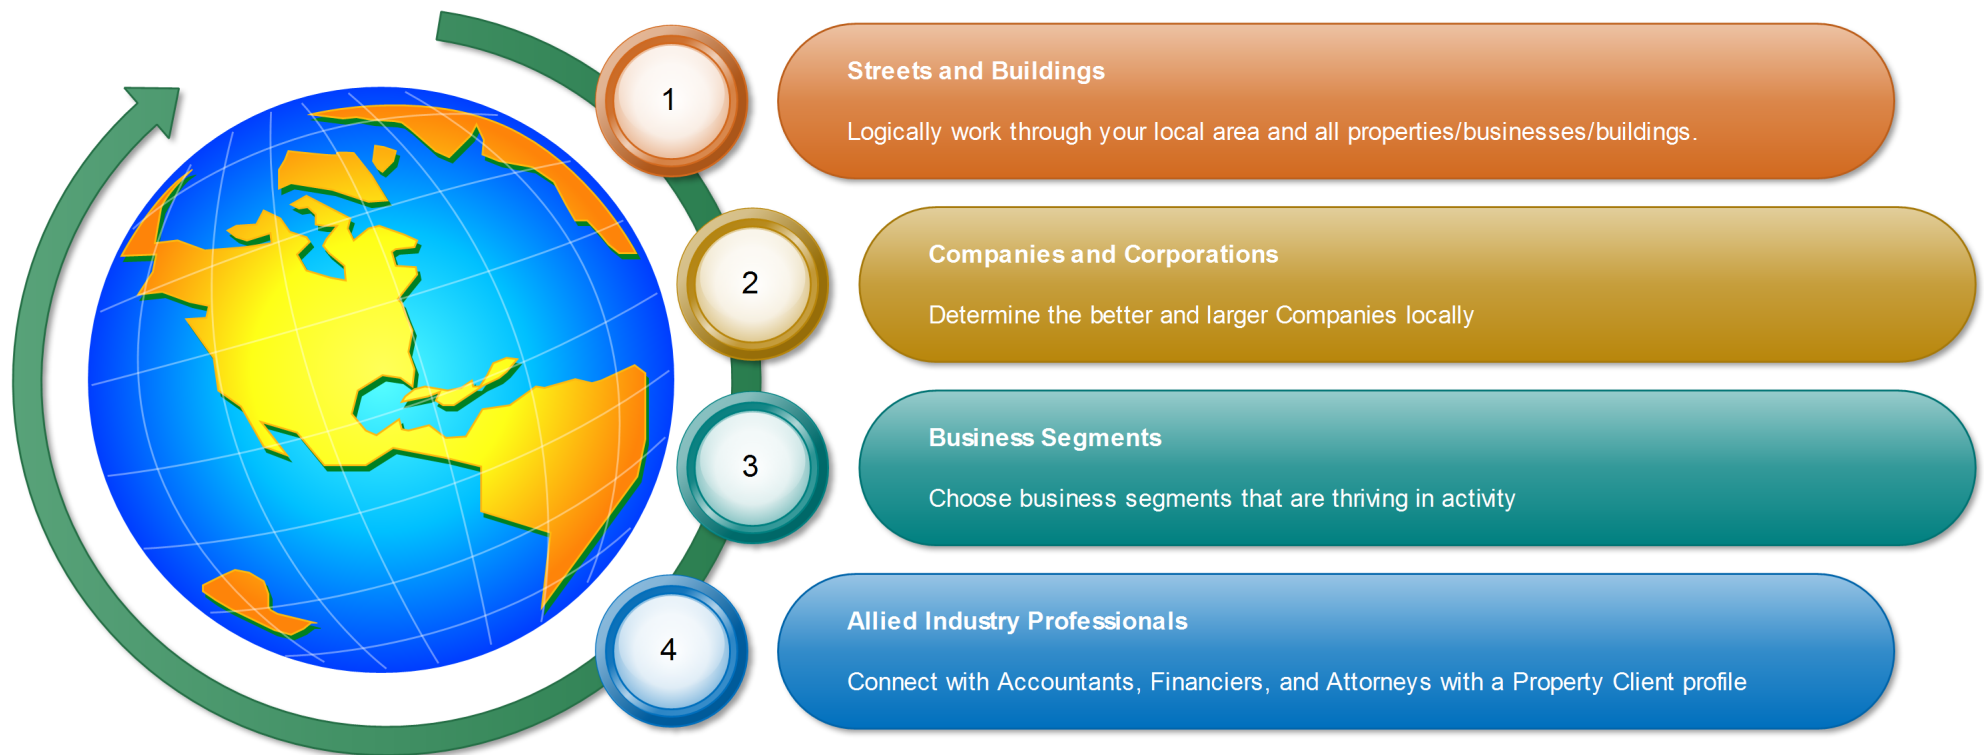 1
Streets and Buildings
Logically work through your local area and all properties/businesses/buildings.
2
Companies and Corporations
Determine the better and larger Companies locally
3
Business Segments
Choose business segments that are thriving in activity
4
Allied Industry Professionals
Connect with Accountants, Financiers, and Attorneys with a Property Client profile